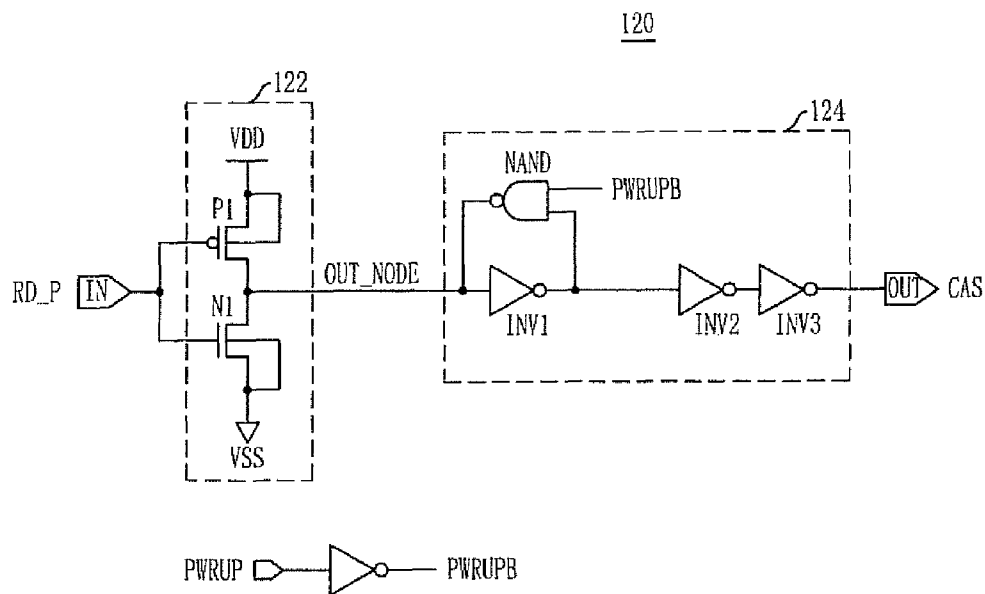 120
122
124
VDD
NAND
PWRUPB
P1
OUT_NODE
RD_P
IN
OUT
CAS
N1
INV1
INV2
INV3
VSS
PWRUP
PWRUPB